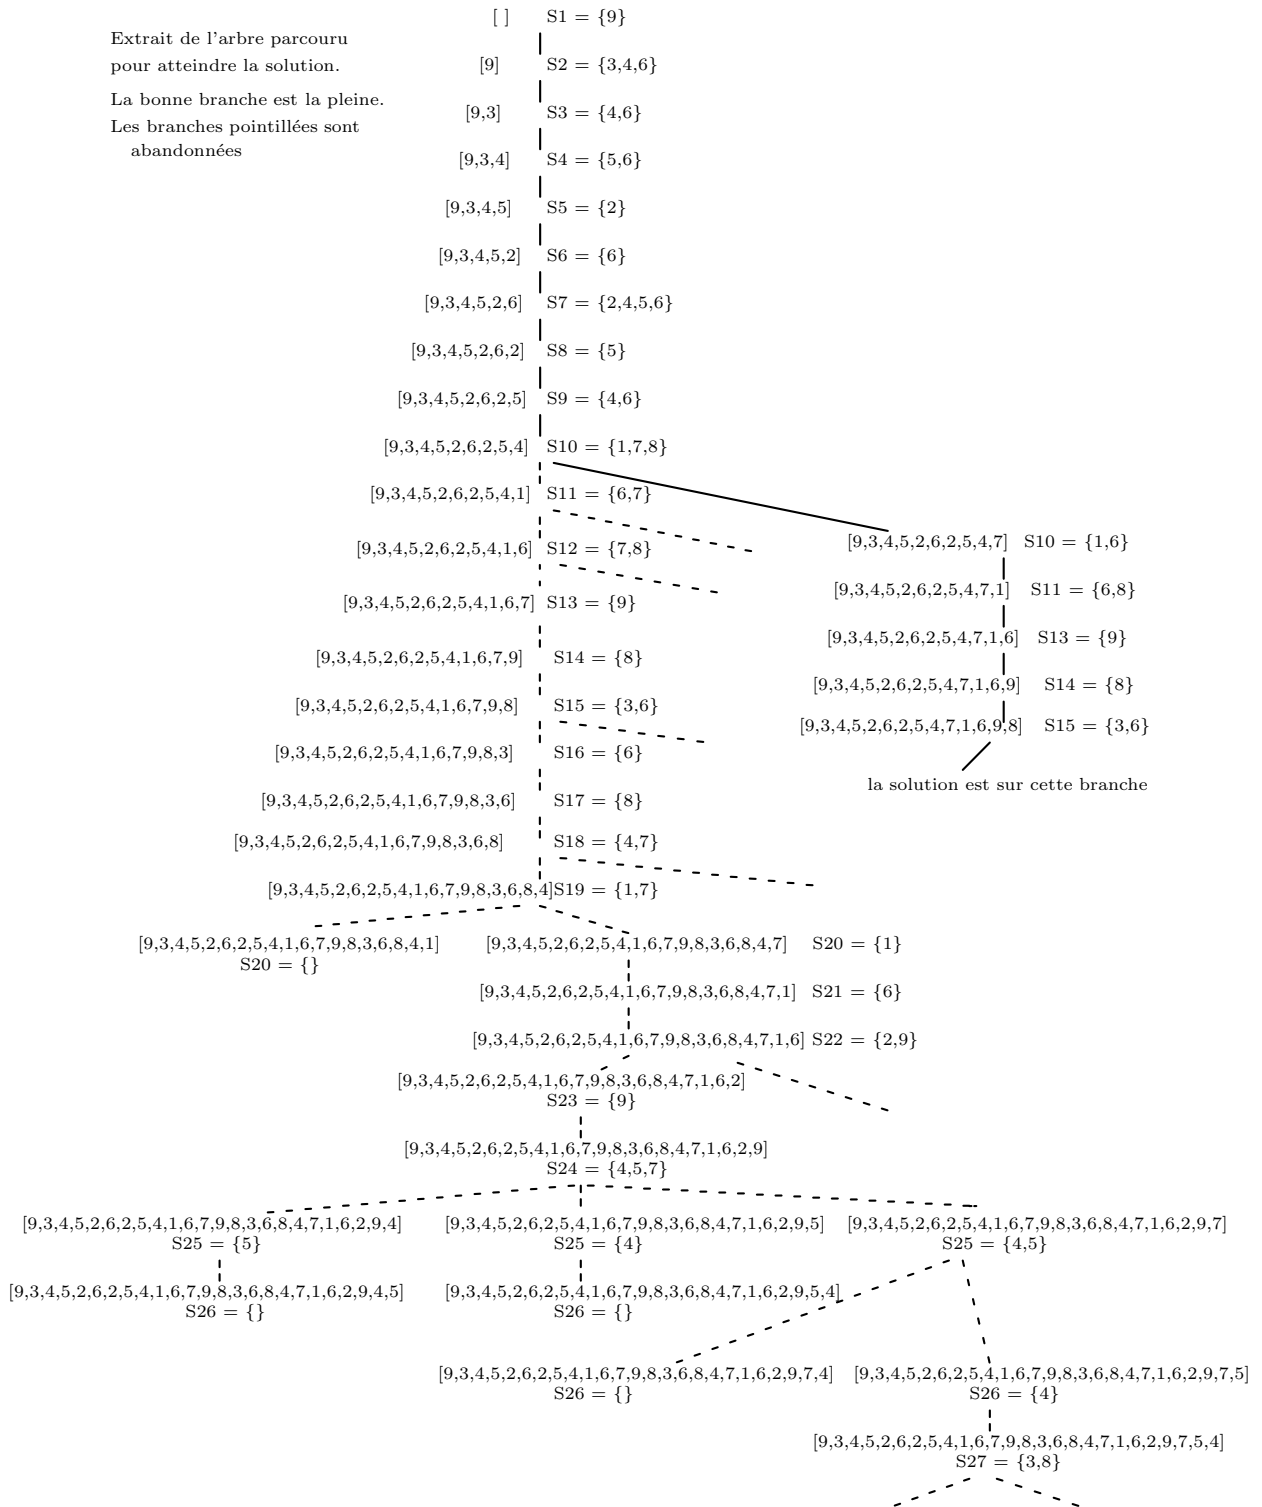 [ ] S1 = {9}
Extrait de l'arbre parcouru
pour atteindre la solution.
[9] S2 = {3,4,6}
La bonne branche est la pleine.
[9,3] S3 = {4,6}
Les branches pointillées sont
abandonnées
[9,3,4] S4 = {5,6}
[9,3,4,5] S5 = {2}
[9,3,4,5,2] S6 = {6}
[9,3,4,5,2,6] S7 = {2,4,5,6}
[9,3,4,5,2,6,2] S8 = {5}
[9,3,4,5,2,6,2,5] S9 = {4,6}
[9,3,4,5,2,6,2,5,4] S10 = {1,7,8}
[9,3,4,5,2,6,2,5,4,1] S11 = {6,7}
[9,3,4,5,2,6,2,5,4,7] S10 = {1,6}
[9,3,4,5,2,6,2,5,4,1,6] S12 = {7,8}
[9,3,4,5,2,6,2,5,4,7,1] S11 = {6,8}
[9,3,4,5,2,6,2,5,4,1,6,7] S13 = {9}
[9,3,4,5,2,6,2,5,4,7,1,6] S13 = {9}
[9,3,4,5,2,6,2,5,4,1,6,7,9] S14 = {8}
[9,3,4,5,2,6,2,5,4,7,1,6,9] S14 = {8}
[9,3,4,5,2,6,2,5,4,1,6,7,9,8] S15 = {3,6}
[9,3,4,5,2,6,2,5,4,7,1,6,9,8] S15 = {3,6}
[9,3,4,5,2,6,2,5,4,1,6,7,9,8,3] S16 = {6}
la solution est sur cette branche
[9,3,4,5,2,6,2,5,4,1,6,7,9,8,3,6] S17 = {8}
[9,3,4,5,2,6,2,5,4,1,6,7,9,8,3,6,8] S18 = {4,7}
[9,3,4,5,2,6,2,5,4,1,6,7,9,8,3,6,8,4] S19 = {1,7}
[9,3,4,5,2,6,2,5,4,1,6,7,9,8,3,6,8,4,1] [9,3,4,5,2,6,2,5,4,1,6,7,9,8,3,6,8,4,7] S20 = {1}
S20 = {}
[9,3,4,5,2,6,2,5,4,1,6,7,9,8,3,6,8,4,7,1] S21 = {6}
[9,3,4,5,2,6,2,5,4,1,6,7,9,8,3,6,8,4,7,1,6] S22 = {2,9}
[9,3,4,5,2,6,2,5,4,1,6,7,9,8,3,6,8,4,7,1,6,2]
S23 = {9}
[9,3,4,5,2,6,2,5,4,1,6,7,9,8,3,6,8,4,7,1,6,2,9]
S24 = {4,5,7}
[9,3,4,5,2,6,2,5,4,1,6,7,9,8,3,6,8,4,7,1,6,2,9,4] [9,3,4,5,2,6,2,5,4,1,6,7,9,8,3,6,8,4,7,1,6,2,9,5] [9,3,4,5,2,6,2,5,4,1,6,7,9,8,3,6,8,4,7,1,6,2,9,7]
S25 = {5} S25 = {4} S25 = {4,5}
[9,3,4,5,2,6,2,5,4,1,6,7,9,8,3,6,8,4,7,1,6,2,9,4,5] [9,3,4,5,2,6,2,5,4,1,6,7,9,8,3,6,8,4,7,1,6,2,9,5,4]
S26 = {} S26 = {}
[9,3,4,5,2,6,2,5,4,1,6,7,9,8,3,6,8,4,7,1,6,2,9,7,4] [9,3,4,5,2,6,2,5,4,1,6,7,9,8,3,6,8,4,7,1,6,2,9,7,5]
S26 = {} S26 = {4}
[9,3,4,5,2,6,2,5,4,1,6,7,9,8,3,6,8,4,7,1,6,2,9,7,5,4]
S27 = {3,8}